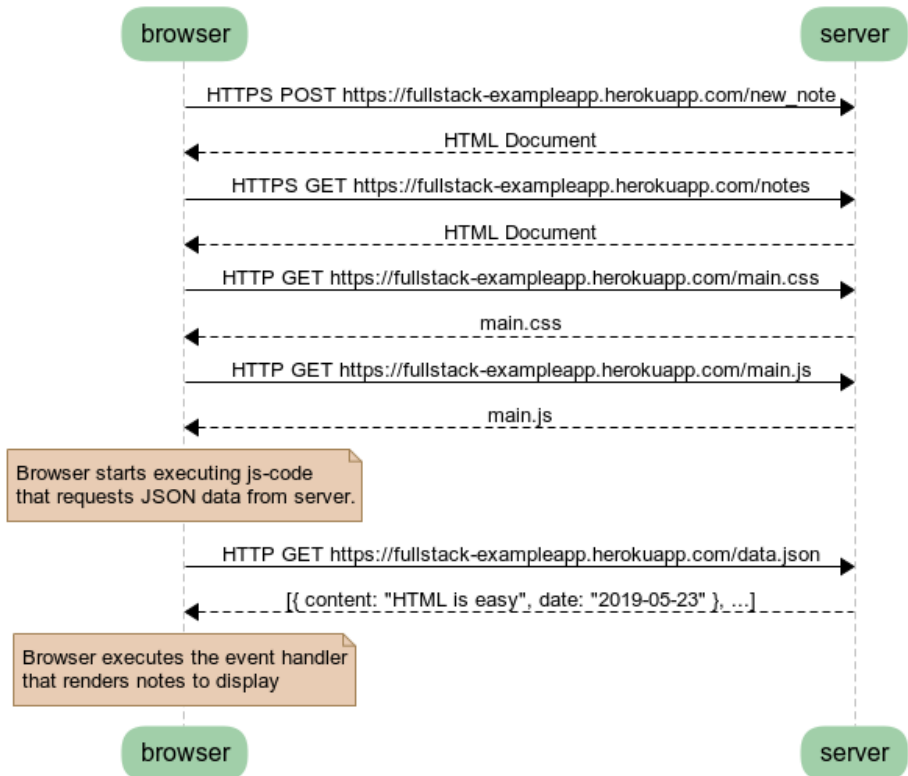 browser server
HTTPS POST https://fullstack-exampleapp.herokuapp.com/new_note
HTML Document
HTTPS GET https://fullstack-exampleapp.herokuapp.com/notes
HTML Document
HTTP GET https://fullstack-exampleapp.herokuapp.com/main.css
main.css
HTTP GET https://fullstack-exampleapp.herokuapp.com/main.js
main.js
Browser starts executing js-code
that requests JSON data from server.
HTTP GET https://fullstack-exampleapp.herokuapp.com/data.json
[{ content: "HTML is easy", date: "2019-05-23" }, ...]
Browser executes the event handler
that renders notes to display
browser server